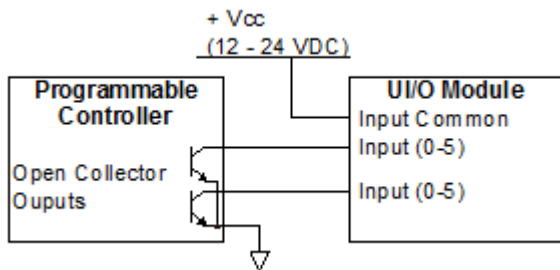 + Vcc
(12 - 24 VDC)
Programmable
Controller
Open Collector
Ouputs
UI/O Module
Input Common
Input (0-5)
Input (0-5)